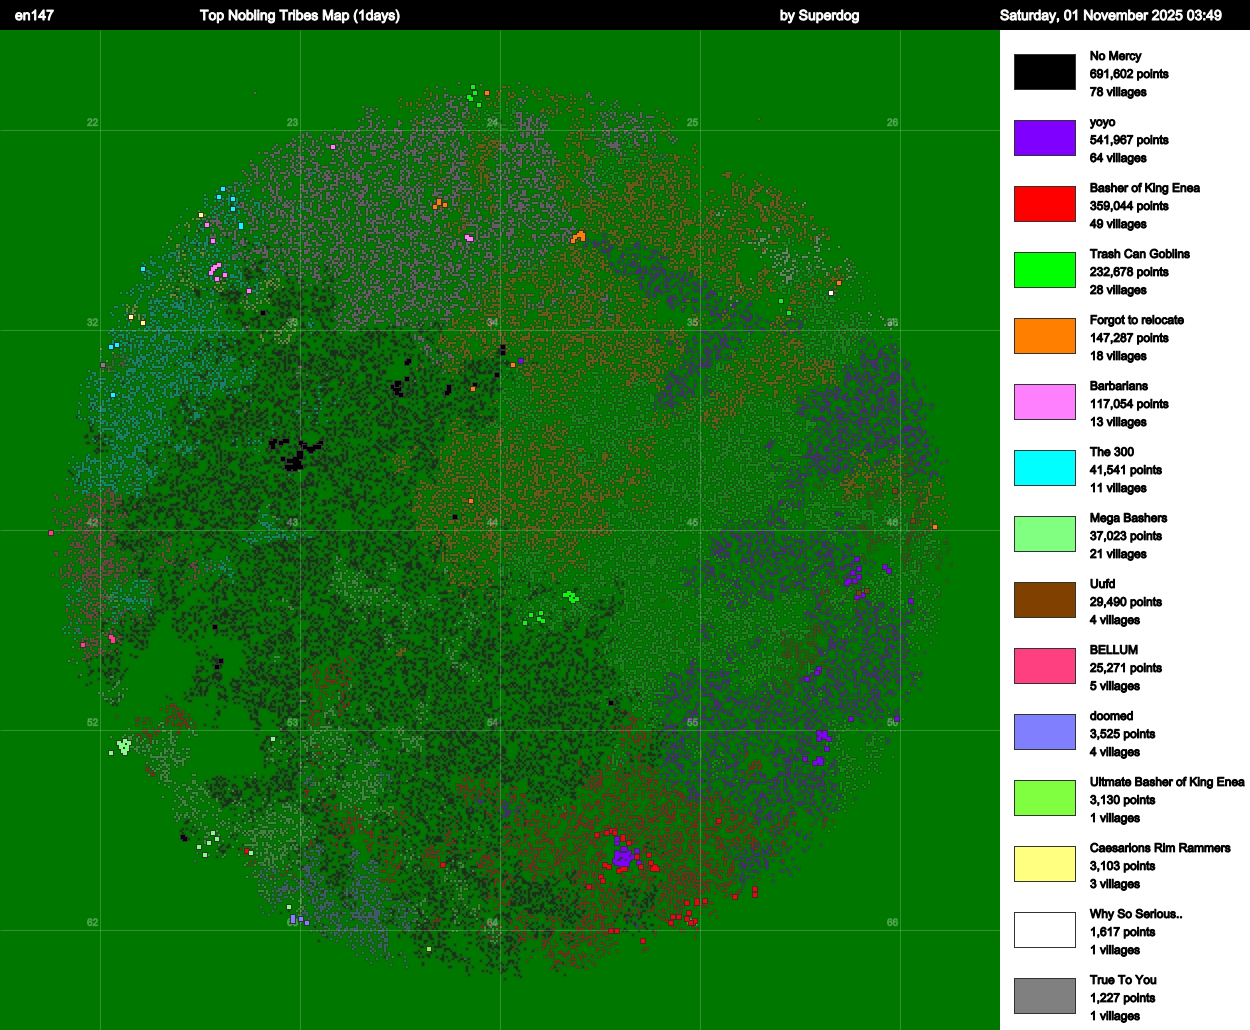 en147 Top Nobling Tribes Map (1days) by Superdog Saturday, 01 November 2025 03:49
No Mercy
691,602 points
78 villages
yoyo
541,967 points
64 villages
Basher of King Enea
359,044 points
49 villages
Trash Can Goblins
232,678 points
28 villages
Forgot to relocate
147,287 points
18 villages
Barbarians
117,054 points
13 villages
The 300
41,541 points
11 villages
Mega Bashers
37,023 points
21 villages
Uufd
29,490 points
4 villages
BELLUM
25,271 points
5 villages
doomed
3,525 points
4 villages
Ultmate Basher of King Enea
3,130 points
1 villages
Caesarions Rim Rammers
3,103 points
3 villages
Why So Serious..
1,617 points
1 villages
True To You
1,227 points
1 villages
22 23 24 25 26
32 33 34 35 36
42 43 44 45 46
52 53 54 55 56
62 63 64 66